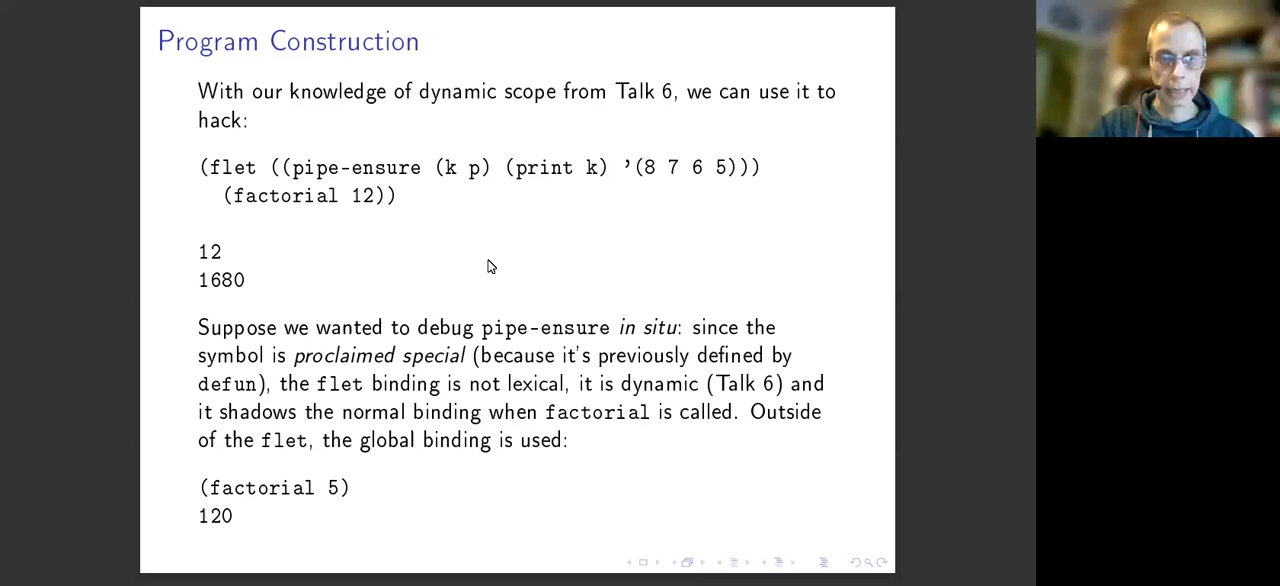 Program Construction
With our knowledge of dynamic scope from Talk 6, we can use it to
hack:
(flet ((pipe-ensure (k p) (print k) '(8 7 6 5)))
(factorial 12))
12
1680
Suppose we wanted to debug pipe-ensure in situ: since the
symbol is proclaimed special (because it's previously defined by
defun), the flet binding is not lexical, it is dynamic (Talk 6) and
it shadows the normal binding when factorial is called. Outside
of the flet, the global binding is used:
(factorial 5)
120